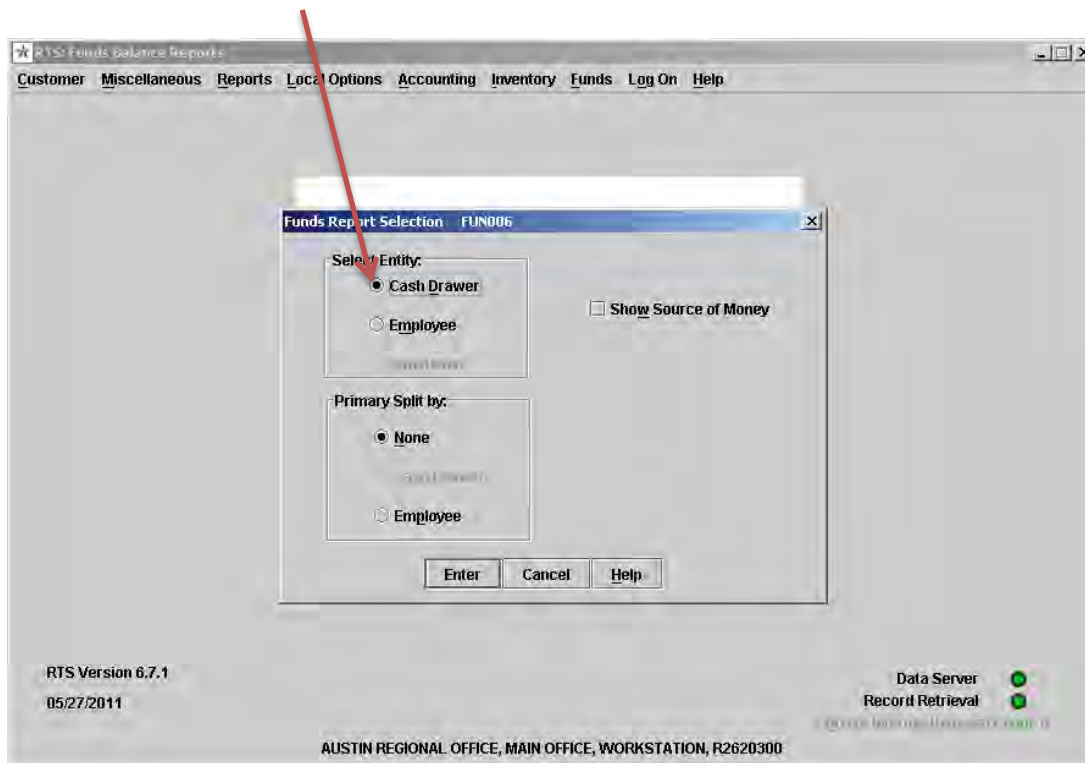 RTS: Funds Balance Reports
Customer Miscellaneous Reports Local Options Accounting Inventory Funds Log On Help
Funds Report Selection FUN006
Select Entity:
Cash Drawer
Employee
Show Source of Money
Primary Split by:
None
Employee
Enter Cancel Help
RTS Version 6.7.1
05/27/2011
Data Server
Record Retrieval
AUSTIN REGIONAL OFFICE, MAIN OFFICE, WORKSTATION, R2620300